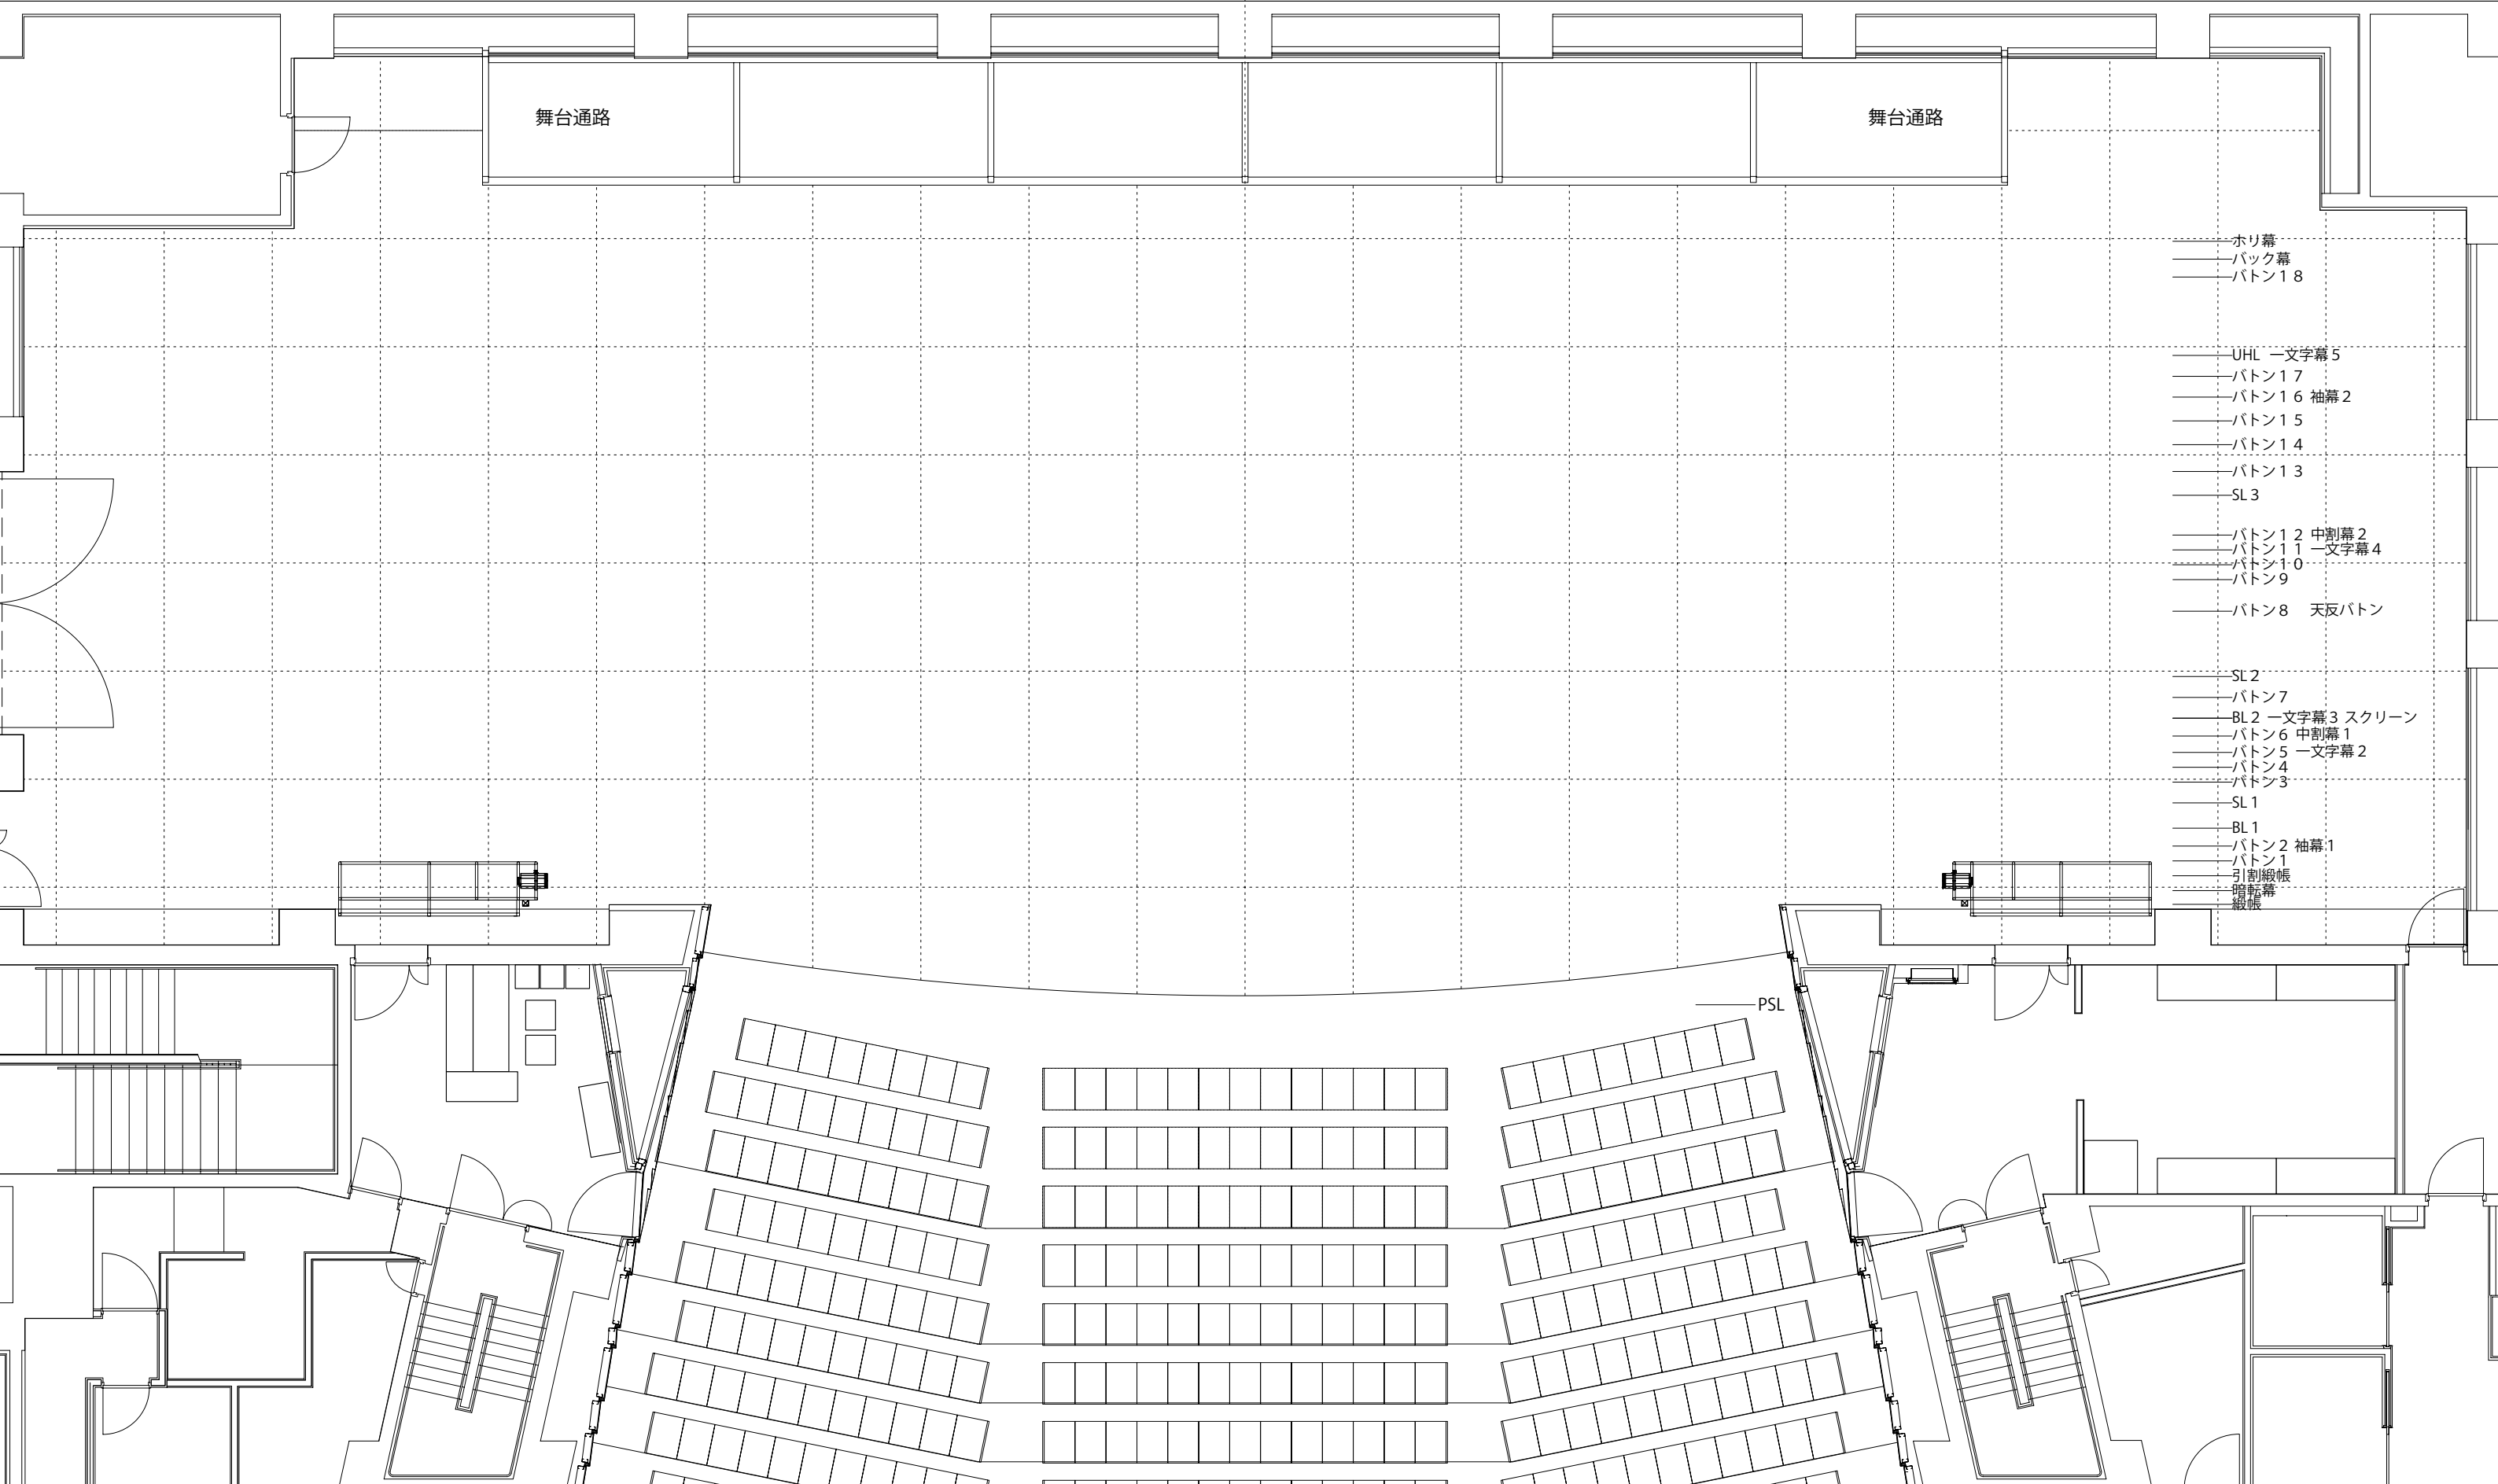 舞台通路
舞台通路
ホリ幕
バック幕
バトン１８
UHL 一文字幕５
バトン１７
バトン１６ 袖幕２
バトン１５
バトン１４
バトン１３
SL３
バトン１２ 中割幕２
バトン１１ 一文字幕４
バトン１０
バトン９
バトン８　天反バトン
SL２
バトン７
BL２ 一文字幕３ スクリーン
バトン６ 中割幕１
バトン５ 一文字幕２
バトン４
バトン３
SL１
BL１
バトン２ 袖幕１
バトン１
引割緞帳
暗転幕
緞帳
PSL